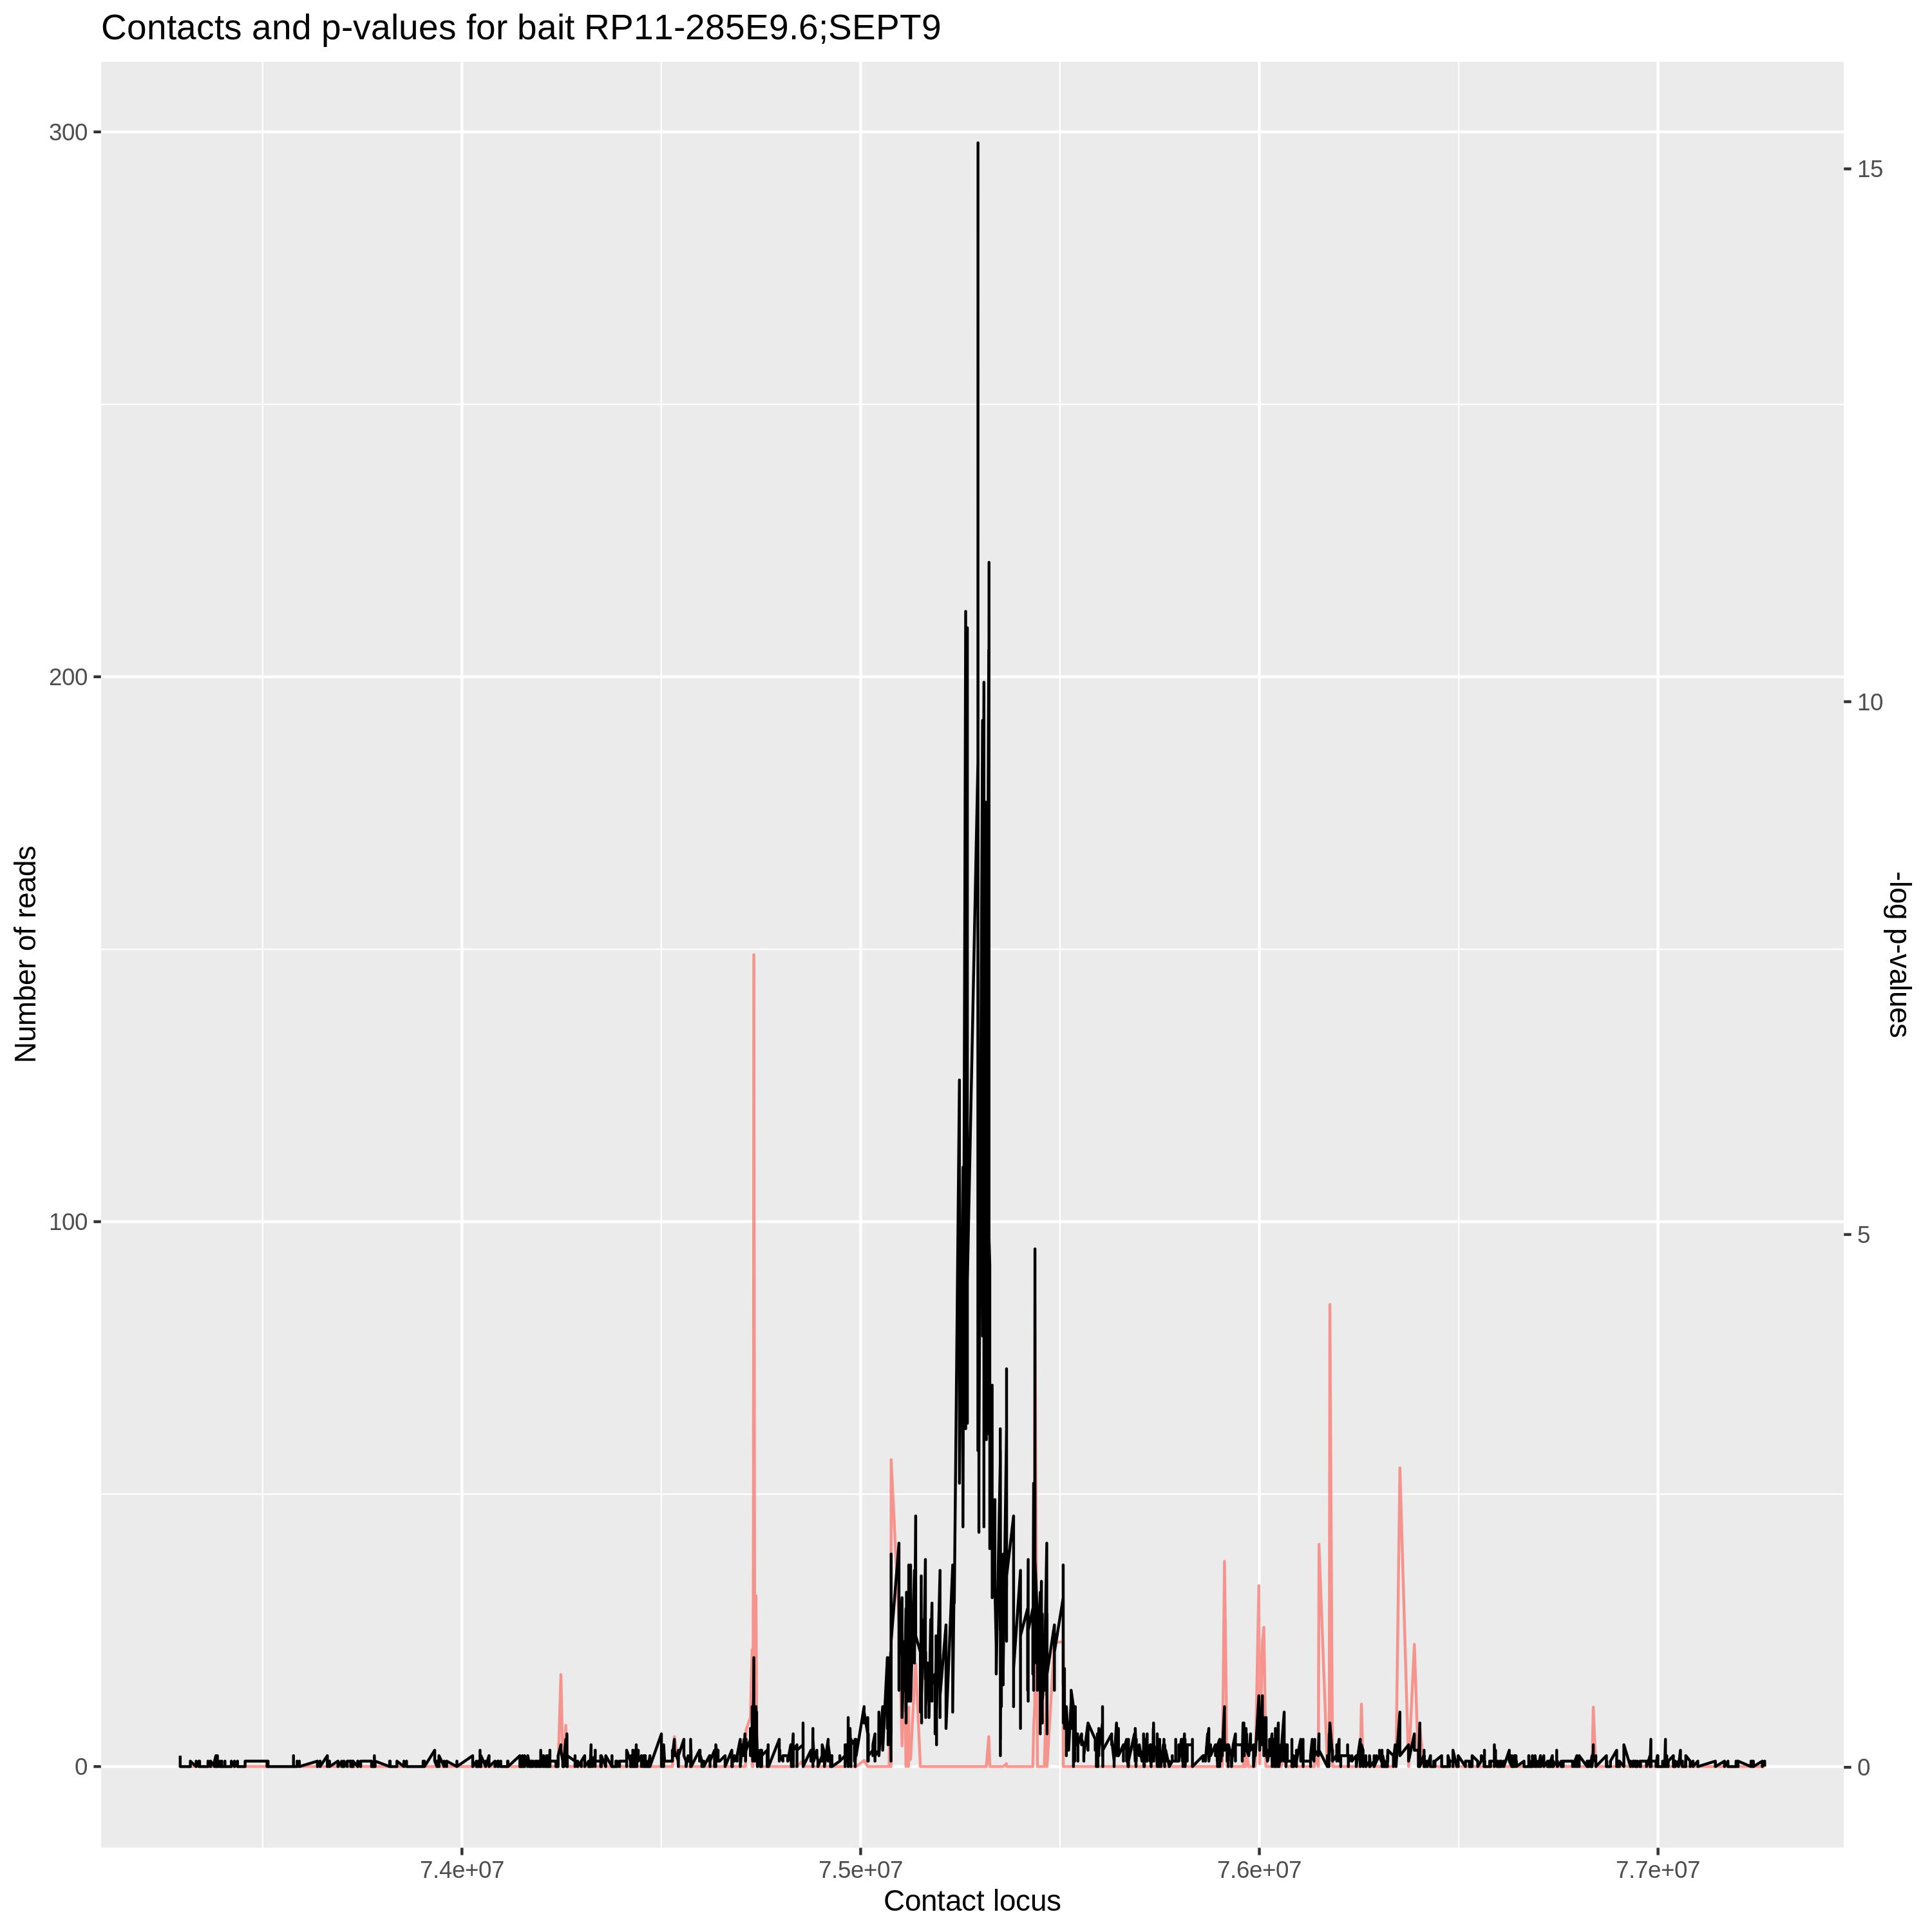 Contacts and p-values for bait RP11-285E9.6;SEPT9
300
200
100
0
Number of reads
15
10
5
0
-log p-values
7.4e+07
7.5e+07
7.6e+07
7.7e+07
Contact locus